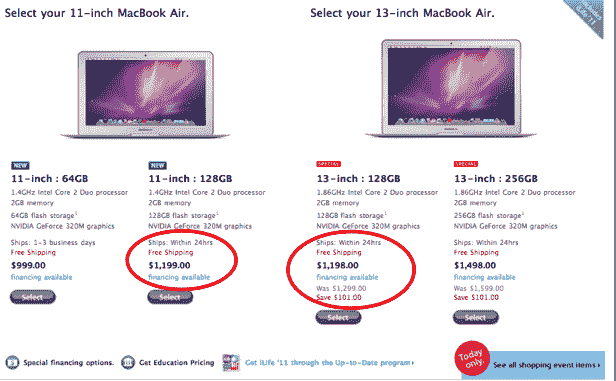 Select your 11-inch MacBook Air.
NEW
11-inch : 64GB
1.4GHz Intel Core 2 Duo processor
2GB memory
64GB flash storage1
NVIDIA GeForce 320M graphics
Ships: 1-3 business days
Free Shipping
$999.00
financing available
Select
NEW
11-inch : 128GB
1.4GHz Intel Core 2 Duo processor
2GB memory
128GB flash storage1
NVIDIA GeForce 320M graphics
Ships: Within 24hrs
Free Shipping
$1,199.00
financing available
Select
Select your 13-inch MacBook Air.
SPECIAL
13-inch : 128GB
1.86GHz Intel Core 2 Duo processor
2GB memory
128GB flash storage1
NVIDIA GeForce 320M graphics
Ships: Within 24hrs
Free Shipping
$1,198.00
financing available
Was $1,299.00
Save $101.00
Select
SPECIAL
13-inch : 256GB
1.86GHz Intel Core 2 Duo processor
2GB memory
256GB flash storage1
NVIDIA GeForce 320M graphics
Ships: Within 24hrs
Free Shipping
$1,498.00
financing available
Was $1,599.00
Save $101.00
Select
Special financing options.
Get Education Pricing
Get iLife '11 through the Up-to-Date program
Today
only.
See all shopping event items